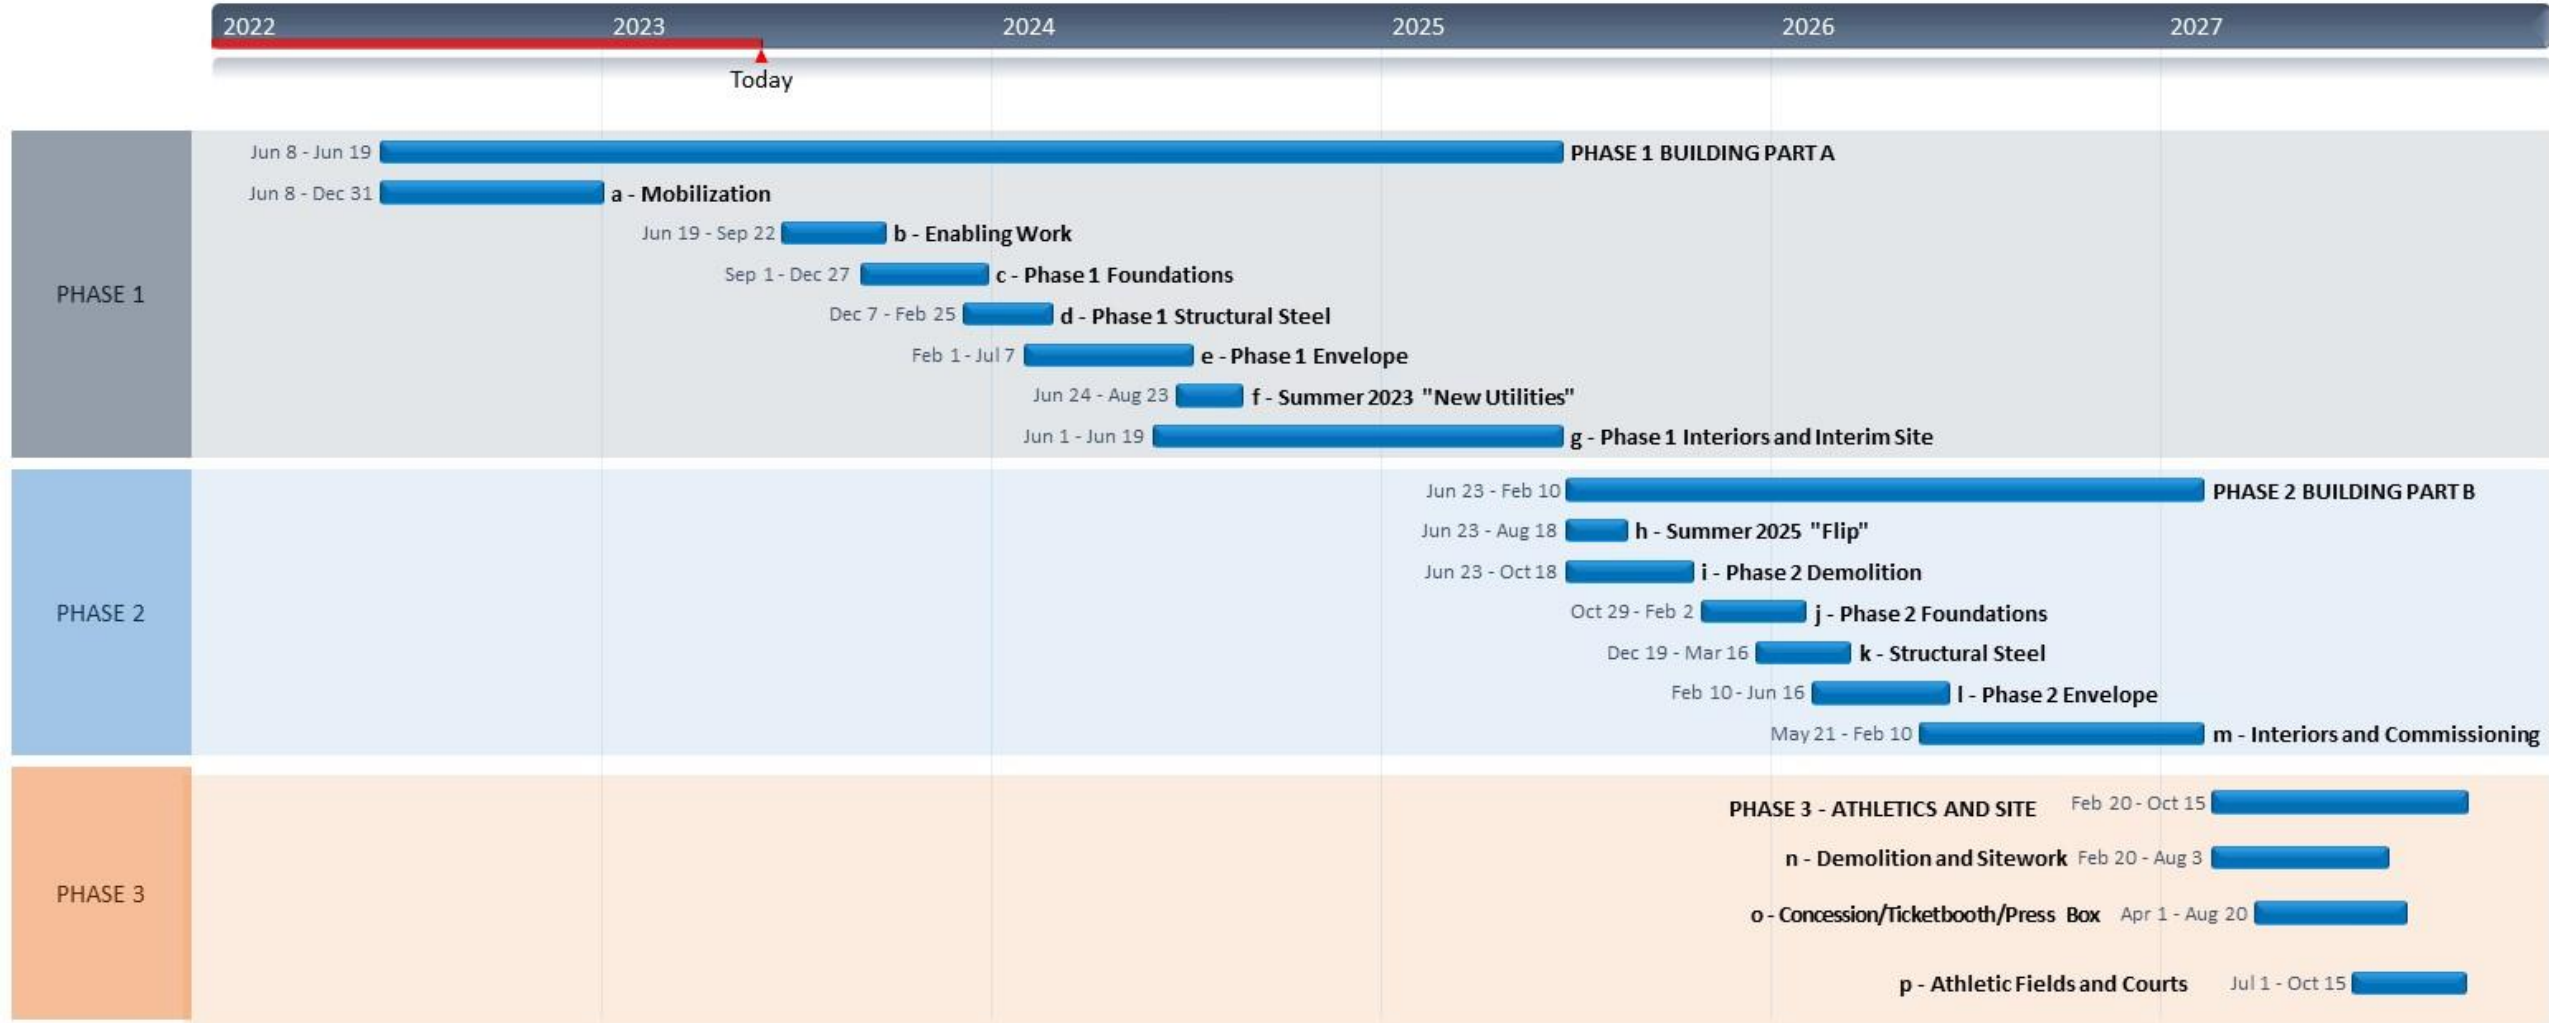 2022 2023 2024 2025 2026 2027
Today
PHASE 1
Jun 8 - Jun 19 PHASE 1 BUILDING PART A
Jun 8 - Dec 31 a - Mobilization
Jun 19 - Sep 22 b - Enabling Work
Sep 1 - Dec 27 c - Phase 1 Foundations
Dec 7 - Feb 25 d - Phase 1 Structural Steel
Feb 1 - Jul 7 e - Phase 1 Envelope
Jun 24 - Aug 23 f - Summer 2023 "New Utilities"
Jun 1 - Jun 19 g - Phase 1 Interiors and Interim Site
PHASE 2
Jun 23 - Feb 10 PHASE 2 BUILDING PART B
Jun 23 - Aug 18 h - Summer 2025 "Flip"
Jun 23 - Oct 18 i - Phase 2 Demolition
Oct 29 - Feb 2 j - Phase 2 Foundations
Dec 19 - Mar 16 k - Structural Steel
Feb 10 - Jun 16 l - Phase 2 Envelope
May 21 - Feb 10 m - Interiors and Commissioning
PHASE 3
PHASE 3 - ATHLETICS AND SITE Feb 20 - Oct 15
n - Demolition and Sitework Feb 20 - Aug 3
o - Concession/Ticketbooth/Press Box Apr 1 - Aug 20
p - Athletic Fields and Courts Jul 1 - Oct 15